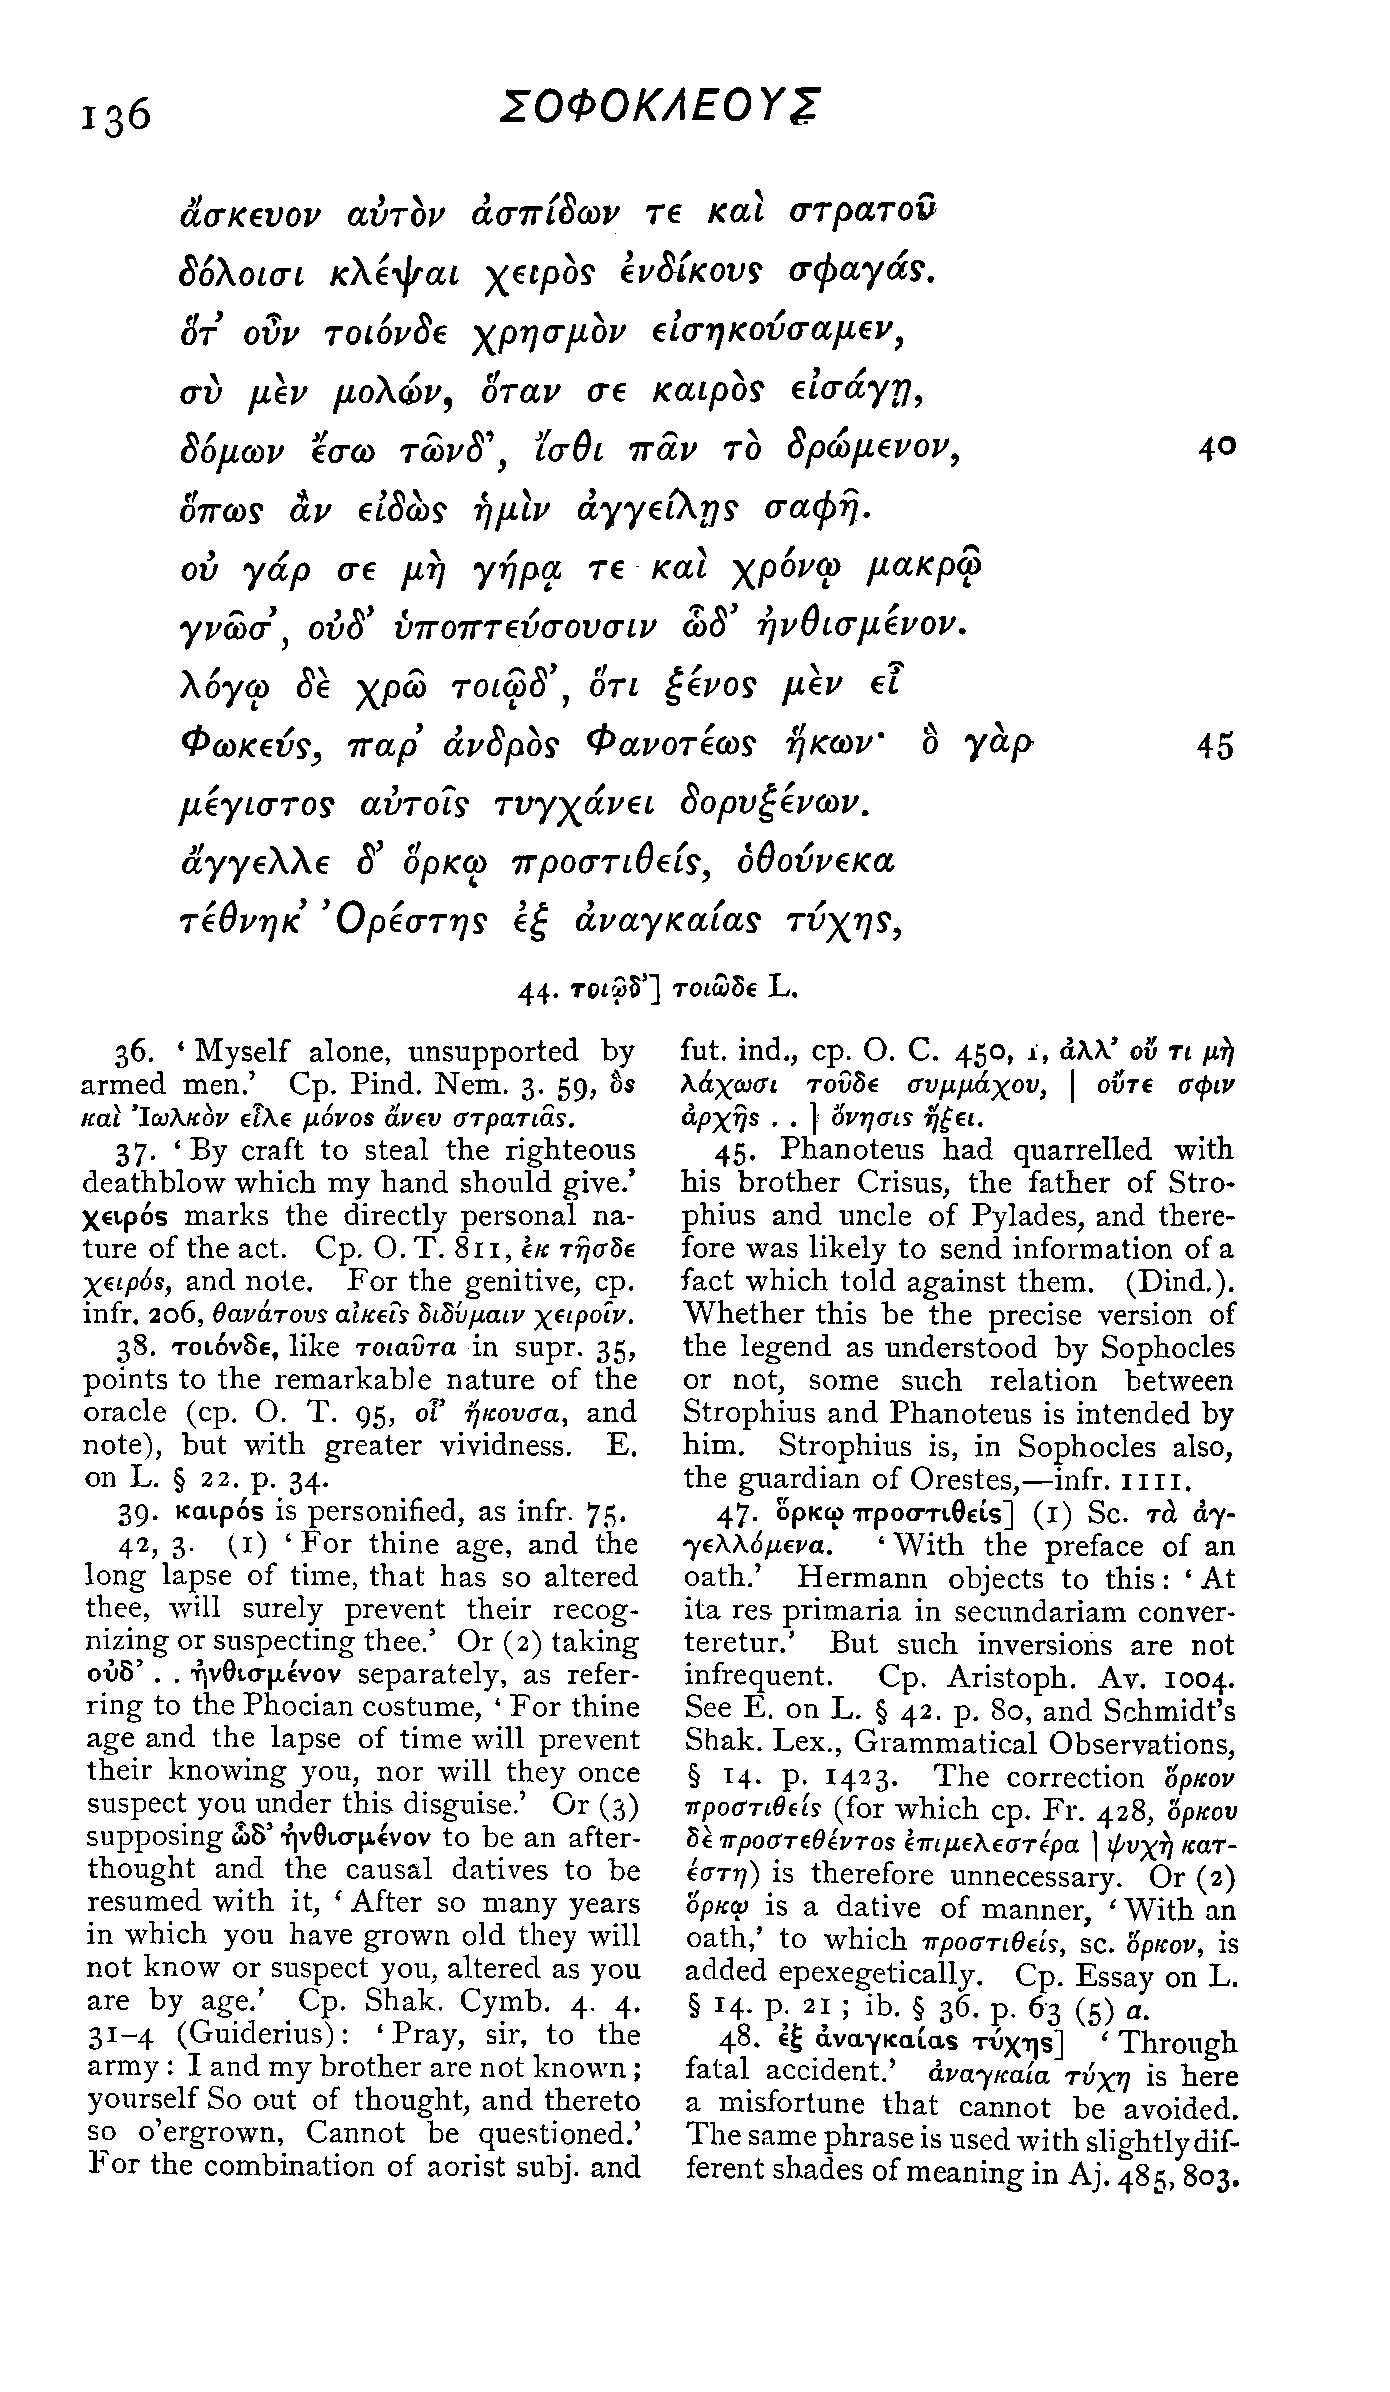 136
ΣΟΦΟΚΛΕΟΥΣ
ἄσκευον αὐτὸν ἀσπίδων τε καὶ στρατοῦ
δόλοισι κλέψαι χειρὸς ἐνδίκους σφαγάς.
ὅτ’ οὖν τοιόνδε χρησμὸν εἰσηκούσαμεν,
σὺ μὲν μολών, ὅταν σε καιρὸς εἰσάγῃ,
δόμων ἔσω τῶνδ’, ἴσθι πᾶν τὸ δρώμενον, 40
ὅπως ἂν εἰδὼς ἡμὶν ἀγγείλῃς σαφῆ.
οὐ γάρ σε μὴ γήρᾳ τε καὶ χρόνῳ μακρῷ
γνῶσ’, οὐδ’ ὑποπτεύσουσιν ὧδ’ ἠνθισμένον.
λόγῳ δὲ χρῶ τοιῷδ’, ὅτι ξένος μὲν εἶ
Φωκεύς, παρ’ ἀνδρὸς Φανοτέως ἥκων· ὃ γὰρ 45
μέγιστος αὐτοῖς τυγχάνει δορυξένων.
ἄγγελλε δ’ ὅρκῳ προστιθείς, ὁθούνεκα
τέθνηκ’ Ὀρέστης ἐξ ἀναγκαίας τύχης,
44. τοιῷδ’] τοιῶδε L.
36. ‘ Myself alone, unsupported by
armed men.’ Cp. Pind. Nem. 3. 59, ὃς
καὶ Ἰωλκὸν εἷλε μόνος ἄνευ στρατιᾶς.
37. ‘ By craft to steal the righteous
deathblow which my hand should give.’
χειρός marks the directly personal na-
ture of the act. Cp. O. T. 811, ἐκ τῆσδε
χειρός, and note. For the genitive, cp.
infr. 206, θανάτους αἰκεῖς διδύμαιν χειροῖν.
38. τοιόνδε, like τοιαῦτα in supr. 35,
points to the remarkable nature of the
oracle (cp. O. T. 95, οἷ’ ἤκουσα, and
note), but with greater vividness. E.
on L. § 22. p. 34.
39. καιρός is personified, as infr. 75.
42, 3. (1) ‘ For thine age, and the
long lapse of time, that has so altered
thee, will surely prevent their recog-
nizing or suspecting thee.’ Or (2) taking
οὐδ’ . . ἠνθισμένον separately, as refer-
ring to the Phocian costume, ‘ For thine
age and the lapse of time will prevent
their knowing you, nor will they once
suspect you under this disguise.’ Or (3)
supposing ὧδ’ ἠνθισμένον to be an after-
thought and the causal datives to be
resumed with it, ‘ After so many years
in which you have grown old they will
not know or suspect you, altered as you
are by age.’ Cp. Shak. Cymb. 4. 4.
31–4 (Guiderius): ‘ Pray, sir, to the
army : I and my brother are not known ;
yourself So out of thought, and thereto
so o’ergrown, Cannot be questioned.’
For the combination of aorist subj. and
fut. ind., cp. O. C. 450, 1, ἀλλ’ οὔ τι μὴ
λάχωσι τοῦδε συμμάχου, | οὔτε σφιν
ἀρχῆς . . | ὄνησις ἥξει.
45. Phanoteus had quarrelled with
his brother Crisus, the father of Stro-
phius and uncle of Pylades, and there-
fore was likely to send information of a
fact which told against them. (Dind.).
Whether this be the precise version of
the legend as understood by Sophocles
or not, some such relation between
Strophius and Phanoteus is intended by
him. Strophius is, in Sophocles also,
the guardian of Orestes,—infr. 1111.
47. ὅρκῳ προστιθείς] (1) Sc. τὰ ἀγ-
γελλόμενα. ‘ With the preface of an
oath.’ Hermann objects to this : ‘ At
ita res primaria in secundariam conver-
teretur.’ But such inversions are not
infrequent. Cp. Aristoph. Av. 1004.
See E. on L. § 42. p. 80, and Schmidt’s
Shak. Lex., Grammatical Observations,
§ 14. p. 1423. The correction ὅρκον
προστιθείς (for which cp. Fr. 428, ὅρκου
δὲ προστεθέντος ἐπιμελεστέρα | ψυχὴ κατ-
έστη) is therefore unnecessary. Or (2)
ὅρκῳ is a dative of manner, ‘ With an
oath,’ to which προστιθείς, sc. ὅρκον, is
added epexegetically. Cp. Essay on L.
§ 14. p. 21 ; ib. § 36. p. 63 (5) a.
48. ἐξ ἀναγκαίας τύχης] ‘ Through
fatal accident.’ ἀναγκαία τύχη is here
a misfortune that cannot be avoided.
The same phrase is used with slightly dif-
ferent shades of meaning in Aj. 485, 803.